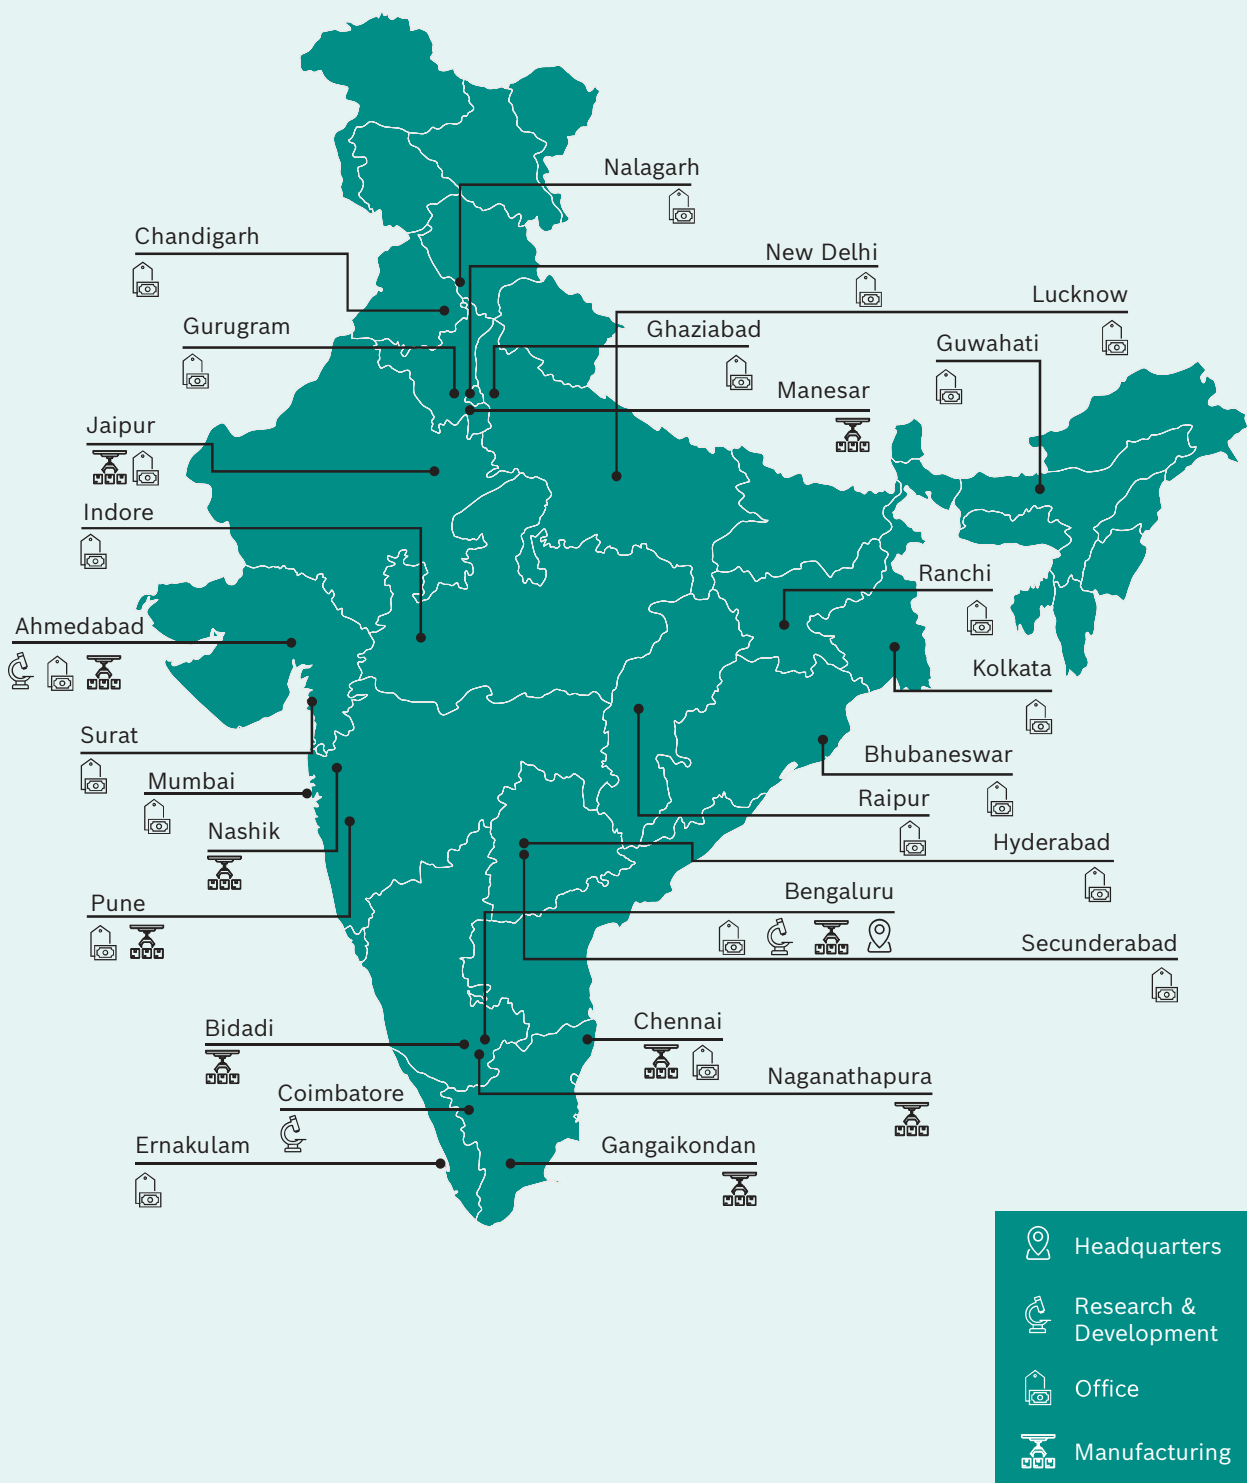 Nalagarh
Chandigarh
New Delhi
Lucknow
Gurugram
Ghaziabad
Guwahati
Manesar
Jaipur
Indore
Ranchi
Ahmedabad
Kolkata
Surat
Bhubaneswar
Mumbai
Raipur
Nashik
Hyderabad
Bengaluru
Pune
Secunderabad
Bidadi
Chennai
Naganathapura
Coimbatore
Ernakulam
Gangaikondan
Headquarters
Research &
Development
Office
Manufacturing